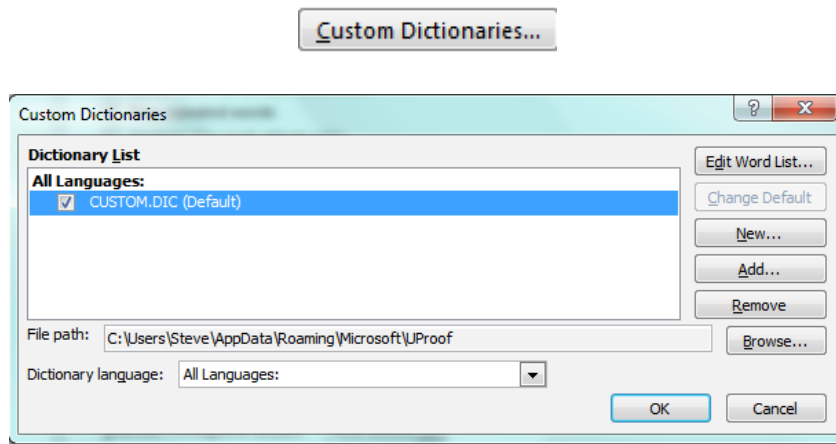 Custom Dictionaries...
Custom Dictionaries
Dictionary List
Edit Word List...
All Languages:
CUSTOM.DIC (Default)
Change Default
New...
Add...
Remove
File path: C:\Users\Steve\AppData\Roaming\Microsoft\UProof
Browse...
Dictionary language: All Languages:
OK Cancel